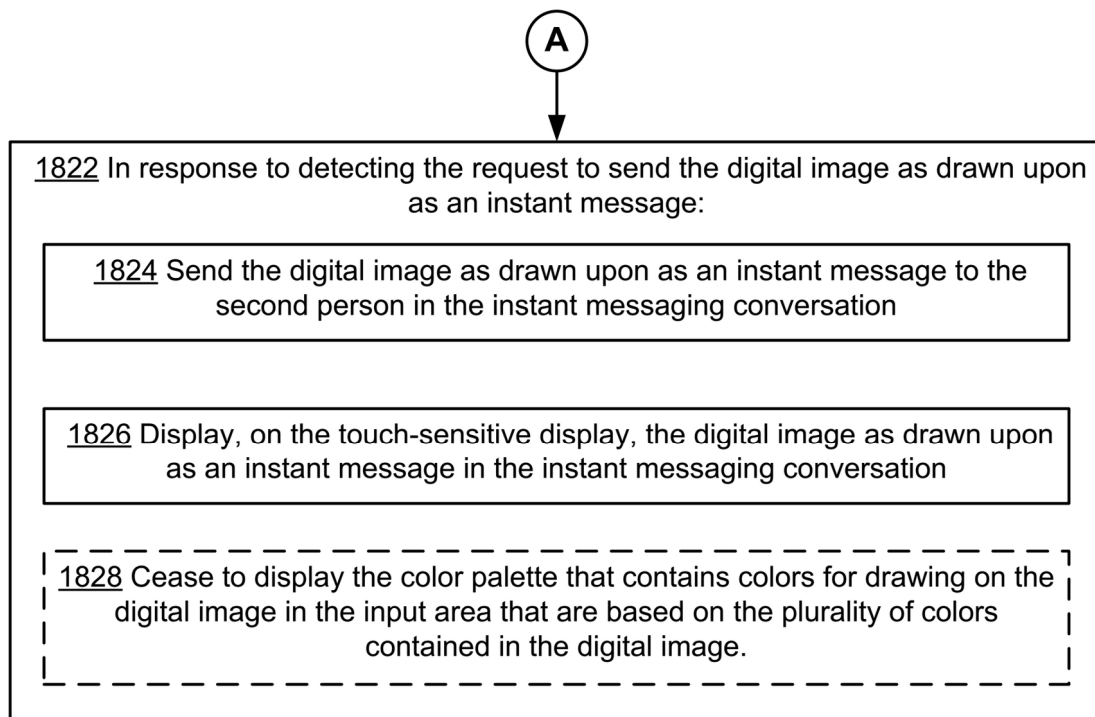 A
1822 In response to detecting the request to send the digital image as drawn upon
as an instant message:
1824 Send the digital image as drawn upon as an instant message to the
second person in the instant messaging conversation
1826 Display, on the touch-sensitive display, the digital image as drawn upon
as an instant message in the instant messaging conversation
1828 Cease to display the color palette that contains colors for drawing on the
digital image in the input area that are based on the plurality of colors
contained in the digital image.